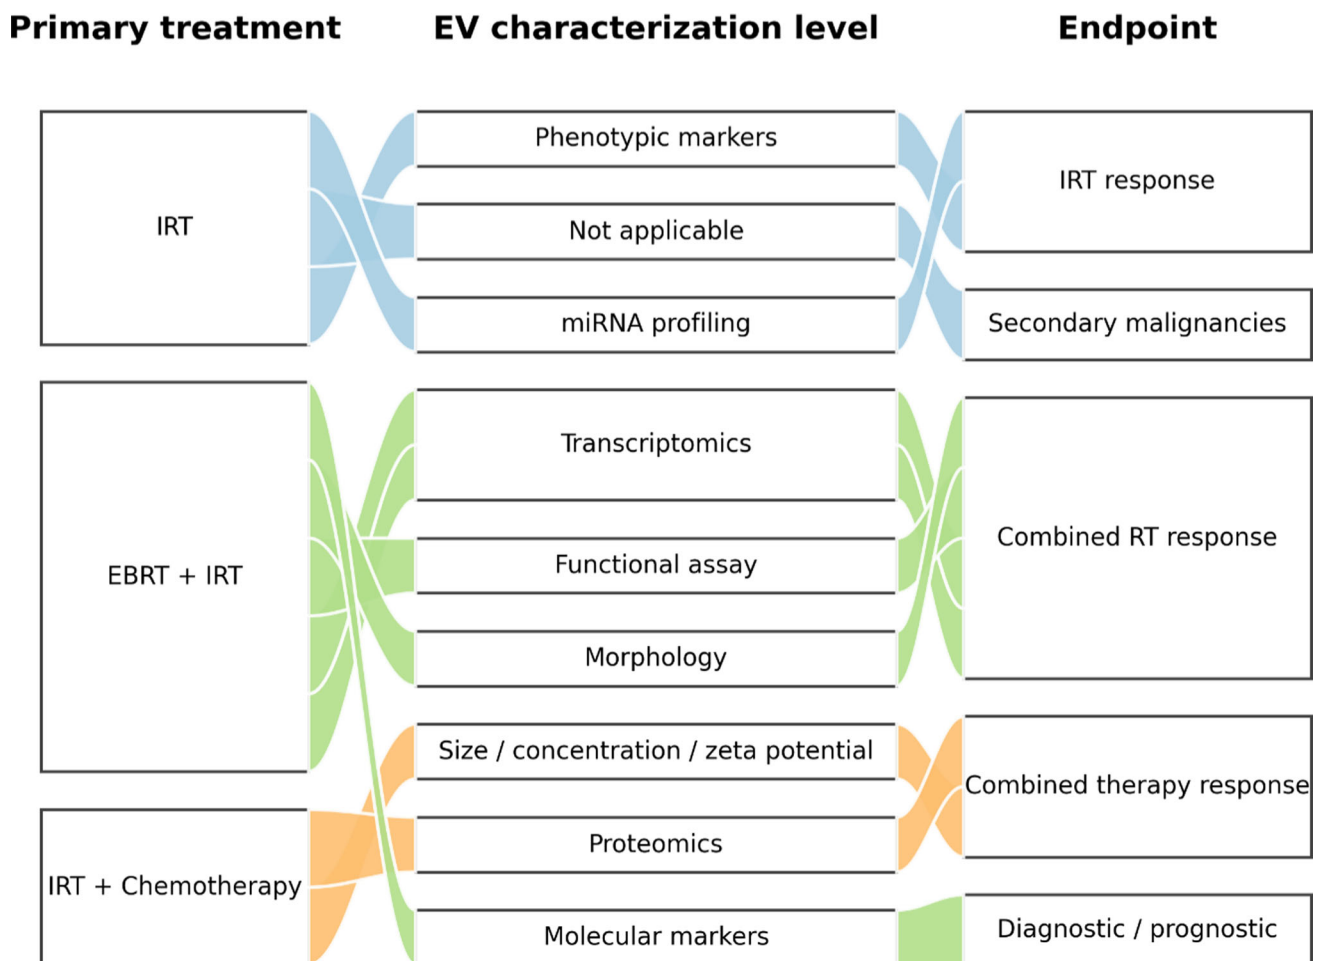 Primary treatment
EV characterization level
Endpoint
IRT
EBRT + IRT
IRT + Chemotherapy
Phenotypic markers
Not applicable
miRNA profiling
Transcriptomics
Functional assay
Morphology
Size / concentration / zeta potential
Proteomics
Molecular markers
IRT response
Secondary malignancies
Combined RT response
Combined therapy response
Diagnostic / prognostic